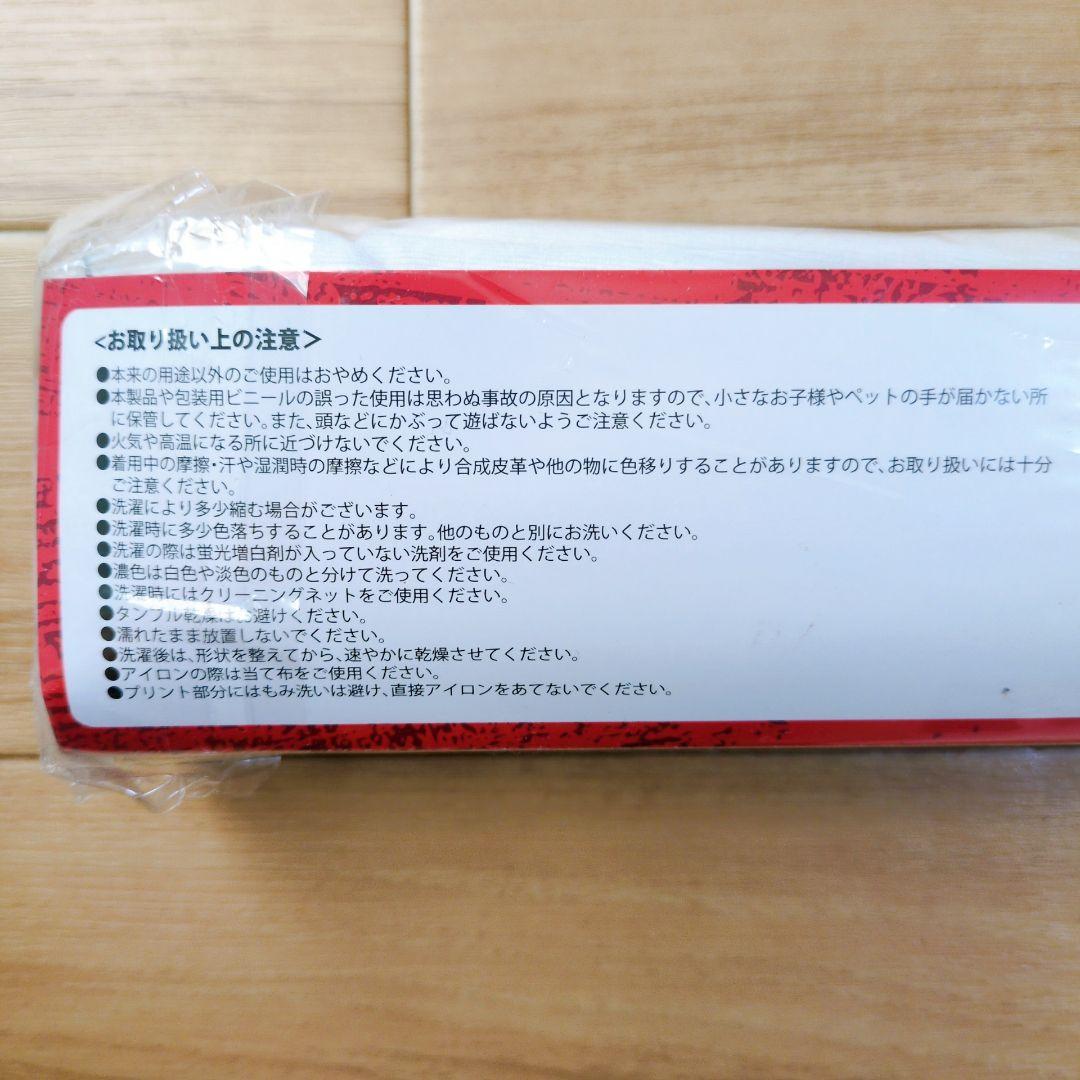 <お取り扱い上の注意>
●本来の用途以外のご使用はおやめください。
●本製品や包装用ビニールの誤った使用は思わぬ事故の原因となりますので、小さなお子様やペットの手が届かない所
に保管してください。また、頭などにかぶって遊ばないようご注意ください。
●火気や高温になる所に近づけないでください。
●着用中の摩擦・汗や湿潤時の摩擦などにより合成皮革や他の物に色移りすることがありますので、お取り扱いには十分
ご注意ください。
●洗濯により多少縮む場合がございます。
●洗濯時に多少色落ちすることがあります。他のものと別にお洗いください。
●洗濯の際は蛍光増白剤が入っていない洗剤をご使用ください。
●濃色は白色や淡色のものと分けて洗ってください。
●洗濯時にはクリーニングネットをご使用ください。
●タンブル乾燥はお避けください。
●濡れたまま放置しないでください。
●洗濯後は、形状を整えてから、速やかに乾燥させてください。
●アイロンの際は当て布をご使用ください。
●プリント部分にはもみ洗いは避け、直接アイロンをあてないでください。